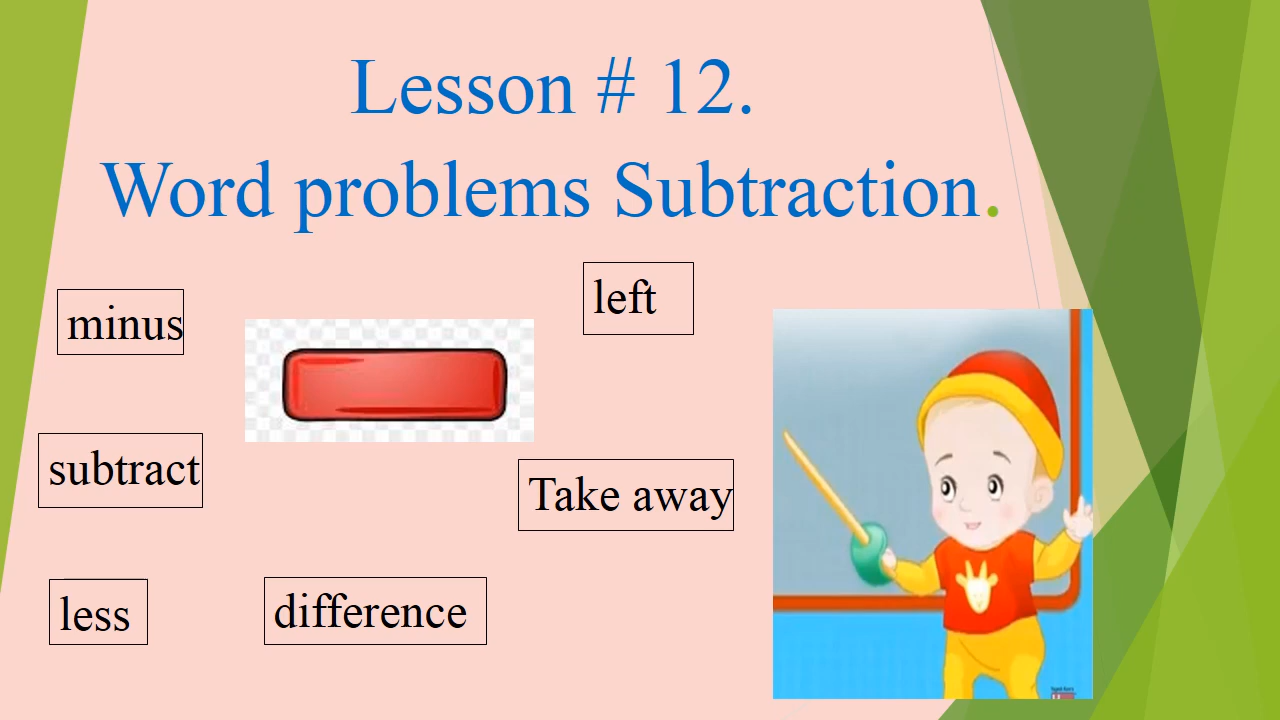 Lesson # 12.
Word problems Subtraction.
left
minus
subtract
Take away
less
difference